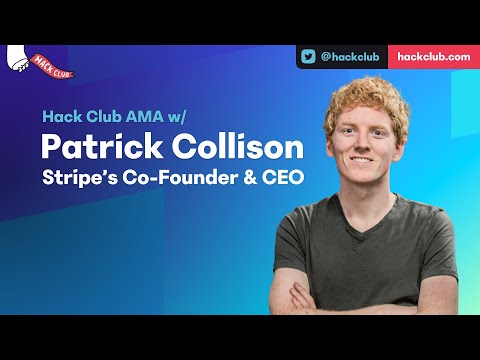 HACK CLUB
@hackclub
hackclub.com
Hack Club AMA w/
Patrick Collison
Stripe's Co-Founder & CEO